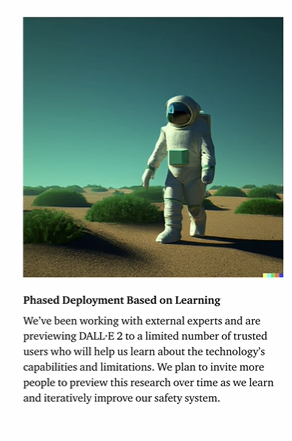 Phased Deployment Based on Learning
We've been working with external experts and are
previewing DALL·E 2 to a limited number of trusted
users who will help us learn about the technology's
capabilities and limitations. We plan to invite more
people to preview this research over time as we learn
and iteratively improve our safety system.